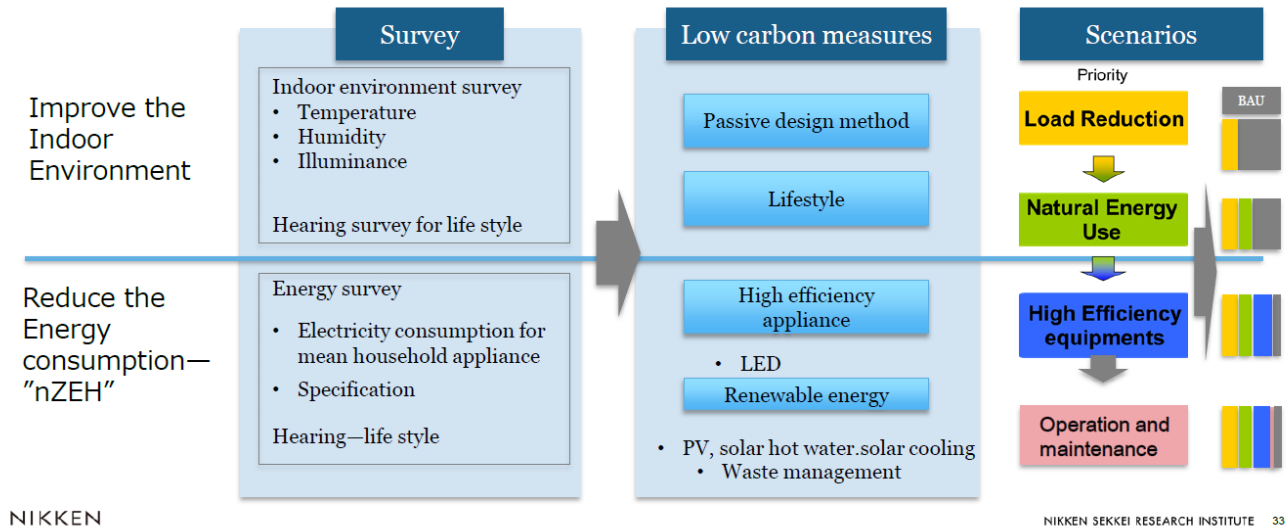 Survey
Low carbon measures
Scenarios
Improve the
Indoor
Environment
Indoor environment survey
• Temperature
• Humidity
• Illuminance
Hearing survey for life style
Passive design method
Lifestyle
Priority
Load Reduction
BAU
Natural Energy
Use
Reduce the
Energy
consumption—
”nZEH”
Energy survey
• Electricity consumption for
mean household appliance
• Specification
Hearing—life style
High efficiency
appliance
• LED
Renewable energy
• PV, solar hot water.solar cooling
• Waste management
High Efficiency
equipments
Operation and
maintenance
NIKKEN
NIKKEN SEKKEI RESEARCH INSTITUTE 33